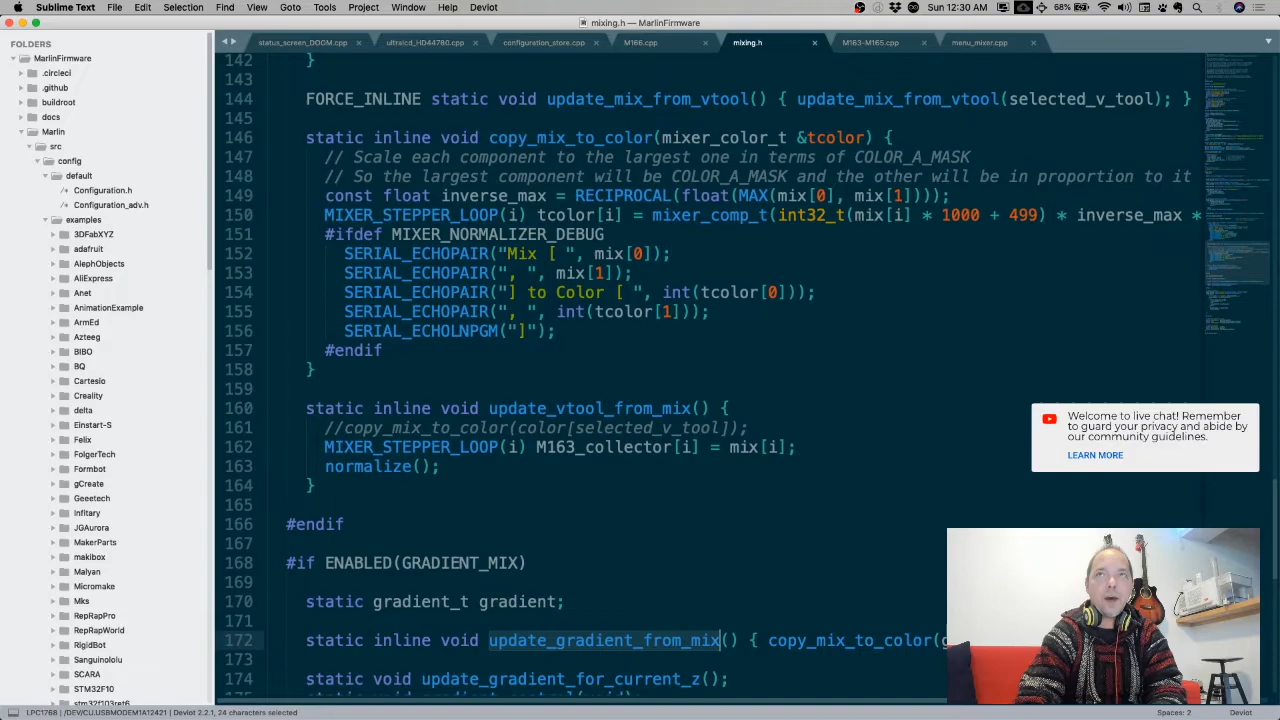 Sublime Text File Edit Selection Find View Goto Tools Project Window Help Deviot
68% Sun 12:30 AM
mixing.h — MarlinFirmware
FOLDERS
MarlinFirmware
.circleci
.github
buildroot
docs
Marlin
src
config
default
Configuration.h
Configuration_adv.h
examples
3DFabXYZ
adafruit
AlephObjects
AliExpress
Anet
AnimationExample
ArmEd
Azteeg
BIBO
BQ
Cartesio
Creality
delta
Einstart-S
Felix
FolgerTech
Formbot
gCreate
Geeetech
Infitary
JGAurora
MakerParts
makibox
Malyan
Micromake
Mks
RepRapPro
RepRapWorld
RigidBot
Sanguinololu
SCARA
STM32F10
stm32f103ret6
status_screen_DOGM.cpp
ultralcd_HD44780.cpp
configuration_store.cpp
M166.cpp
mixing.h
M163-M165.cpp
menu_mixer.cpp
142 }
143
144 FORCE_INLINE static void update_mix_from_vtool() { update_mix_from_vtool(selected_v_tool); }
145
146 static inline void copy_mix_to_color(mixer_color_t &tcolor) {
147 // Scale each component to the largest one in terms of COLOR_A_MASK
148 // So the largest component will be COLOR_A_MASK and the other will be in proportion to it
149 const float inverse_max = RECIPROCAL(float(MAX(mix[0], mix[1])));
150 MIXER_STEPPER_LOOP(i) tcolor[i] = mixer_comp_t(int32_t(mix[i] * 1000 + 499) * inverse_max *
151 #ifdef MIXER_NORMALIZER_DEBUG
152 SERIAL_ECHOPAIR("Mix [ ", mix[0]);
153 SERIAL_ECHOPAIR(", ", mix[1]);
154 SERIAL_ECHOPAIR("] to Color [ ", int(tcolor[0]));
155 SERIAL_ECHOPAIR(", ", int(tcolor[1]));
156 SERIAL_ECHOLNPGM("]");
157 #endif
158 }
159
160 static inline void update_vtool_from_mix() {
161 //copy_mix_to_color(color[selected_v_tool]);
162 MIXER_STEPPER_LOOP(i) M163_collector[i] = mix[i];
163 normalize();
164 }
165
166 #endif
167
168 #if ENABLED(GRADIENT_MIX)
169
170 static gradient_t gradient;
171
172 static inline void update_gradient_from_mix() { copy_mix_to_color(
173
174 static void update_gradient_for_current_z();
Welcome to live chat! Remember
to guard your privacy and abide by
our community guidelines.
LEARN MORE
LPC1768 | /DEV/CU.USBMODEM1A12421 | Deviot 2.2.1, 24 characters selected
Spaces: 2
Deviot